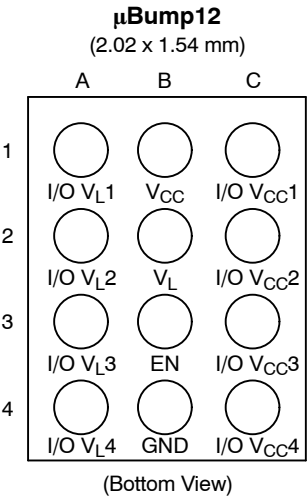 μBump12
(2.02 x 1.54 mm)
A B C
1
I/O VL1 VCC I/O VCC1
2
I/O VL2 VL I/O VCC2
3
I/O VL3 EN I/O VCC3
4
I/O VL4 GND I/O VCC4
(Bottom View)